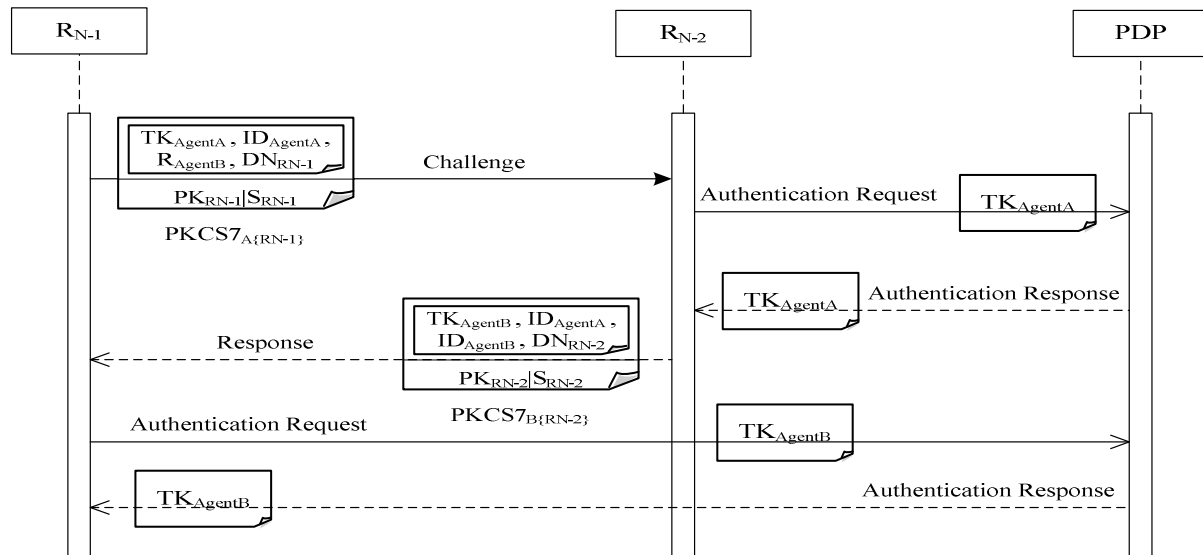 R_N-1
R_N-2
PDP
TK_AgentA , ID_AgentA ,
R_AgentB , DN_RN-1
PK_RN-1|S_RN-1
PKCS7_A{RN-1}
Challenge
Authentication Request
TK_AgentA
TK_AgentA
Authentication Response
TK_AgentB , ID_AgentA ,
ID_AgentB , DN_RN-2
Response
PK_RN-2|S_RN-2
PKCS7_B{RN-2}
Authentication Request
TK_AgentB
TK_AgentB
Authentication Response